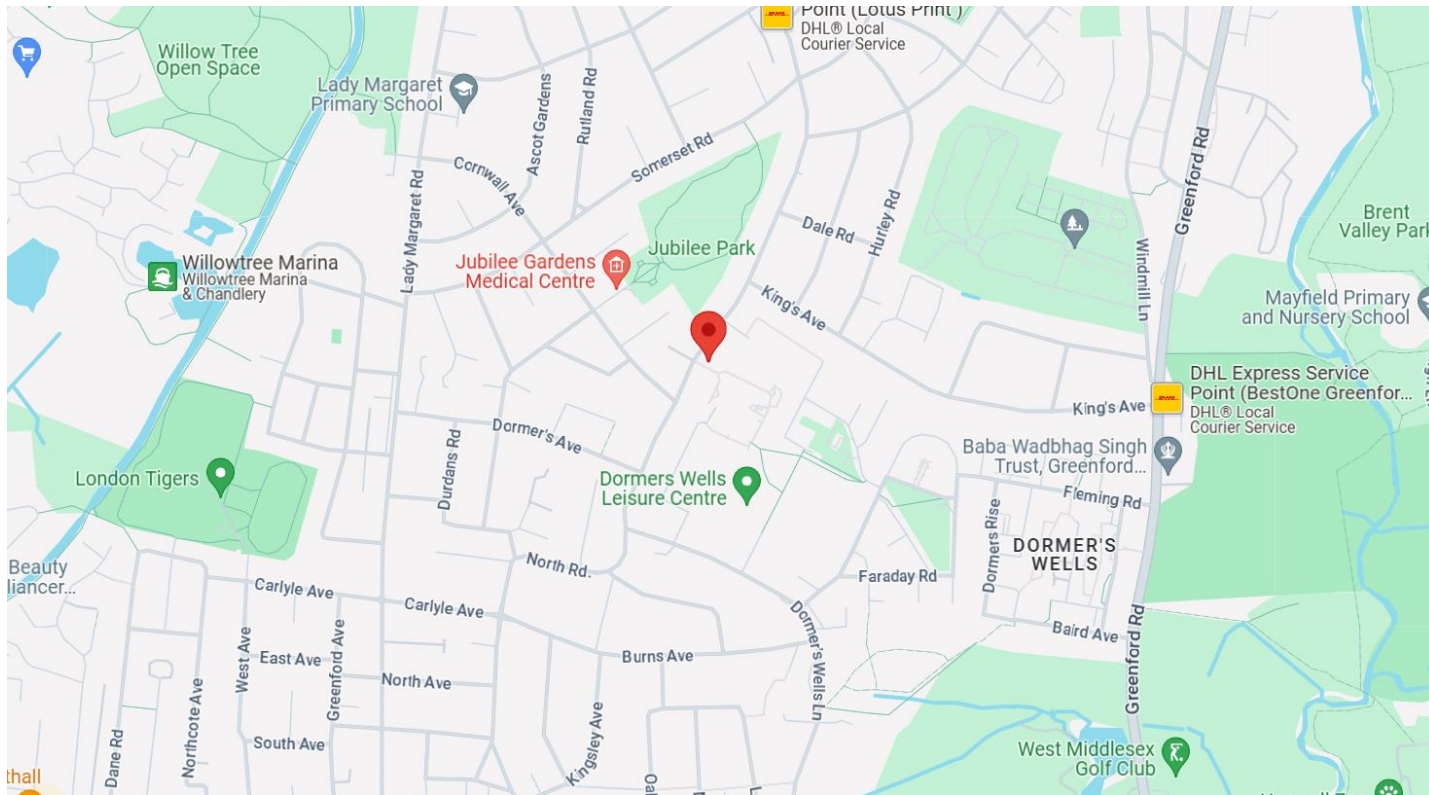 Point (Lotus Print )
DHL® Local
Courier Service
Willow Tree
Open Space
Lady Margaret
Primary School
Ascot Gardens
Rutland Rd
Somerset Rd
Cornwall Ave
Lady Margaret Rd
Greenford Rd
Hurley Rd
Dale Rd
Windmill Ln
Brent
Valley Park
Jubilee Park
Jubilee Gardens
Medical Centre
Willowtree Marina
Willowtree Marina
& Chandlery
King's Ave
Mayfield Primary
and Nursery School
DHL Express Service
Point (BestOne Greenfor...
DHL® Local
Courier Service
King's Ave
Dormer's Ave
Durdans Rd
Baba Wadbhag Singh
Trust, Greenford...
London Tigers
Dormers Wells
Leisure Centre
Fleming Rd
Dormers Rise
DORMER'S
WELLS
Beauty
liancer...
North Rd.
Faraday Rd
Carlyle Ave
Carlyle Ave
Dormer's Wells Ln
Baird Ave
Burns Ave
West Ave
East Ave
Greenford Ave
North Ave
Greenford Rd
Northcote Ave
Dane Rd
South Ave
Kingsley Ave
West Middlesex
Golf Club
thall